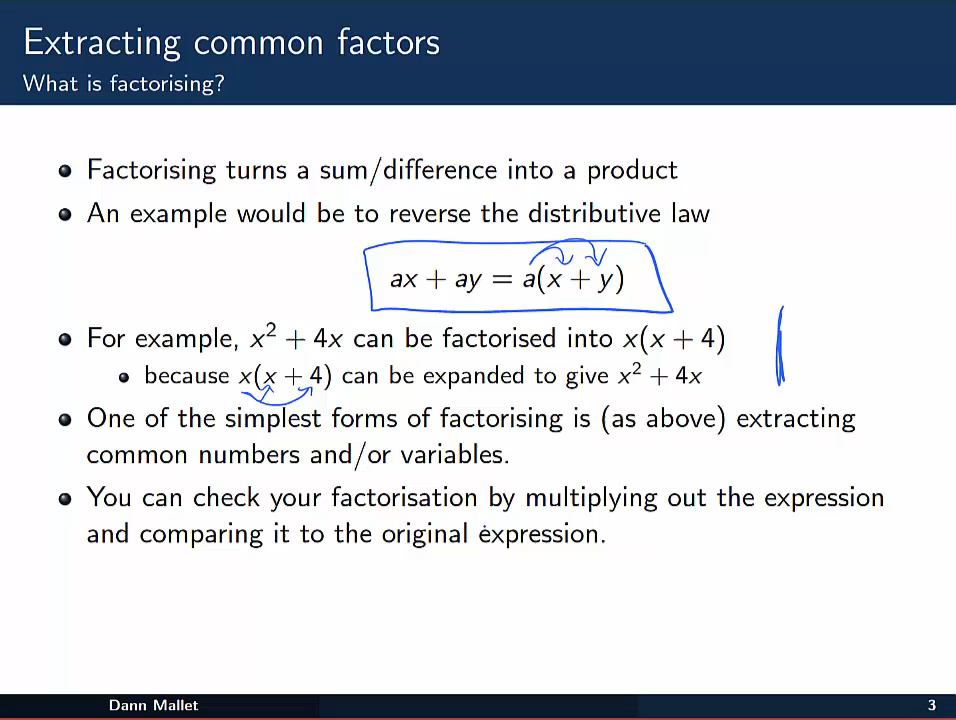 Extracting common factors
What is factorising?
Factorising turns a sum/difference into a product
An example would be to reverse the distributive law
ax + ay = a(x + y)
For example, x² + 4x can be factorised into x(x + 4)
because x(x + 4) can be expanded to give x² + 4x
One of the simplest forms of factorising is (as above) extracting
common numbers and/or variables.
You can check your factorisation by multiplying out the expression
and comparing it to the original expression.
Dann Mallet
3